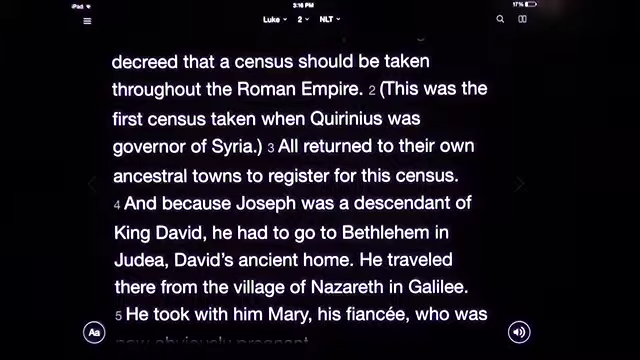 iPad
3:16 PM
17%
Luke
2
NLT
decreed that a census should be taken
throughout the Roman Empire. 2 (This was the
first census taken when Quirinius was
governor of Syria.) 3 All returned to their own
ancestral towns to register for this census.
4 And because Joseph was a descendant of
King David, he had to go to Bethlehem in
Judea, David's ancient home. He traveled
there from the village of Nazareth in Galilee.
5 He took with him Mary, his fiancée, who was
now obviously pregnant
Aa